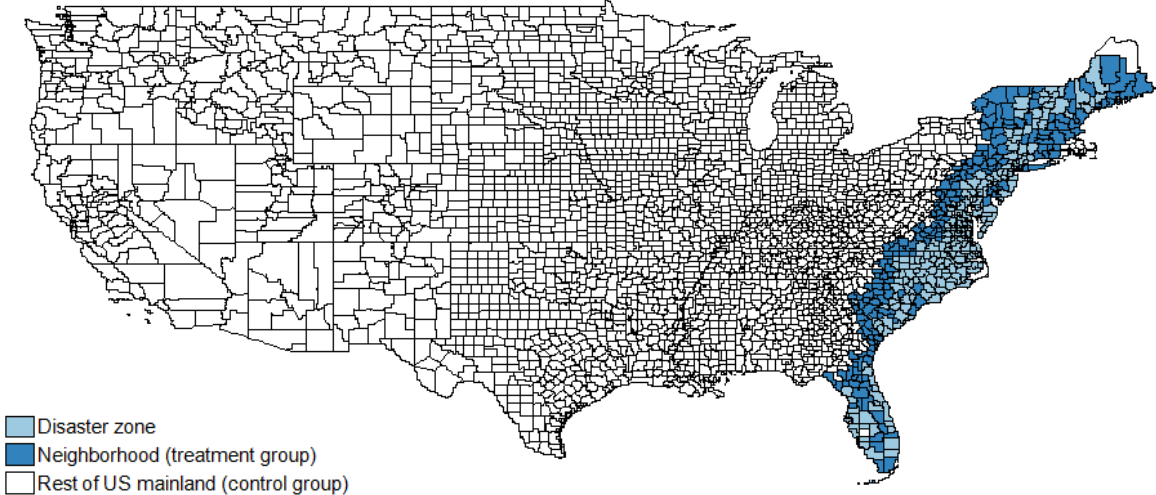 Disaster zone
Neighborhood (treatment group)
Rest of US mainland (control group)